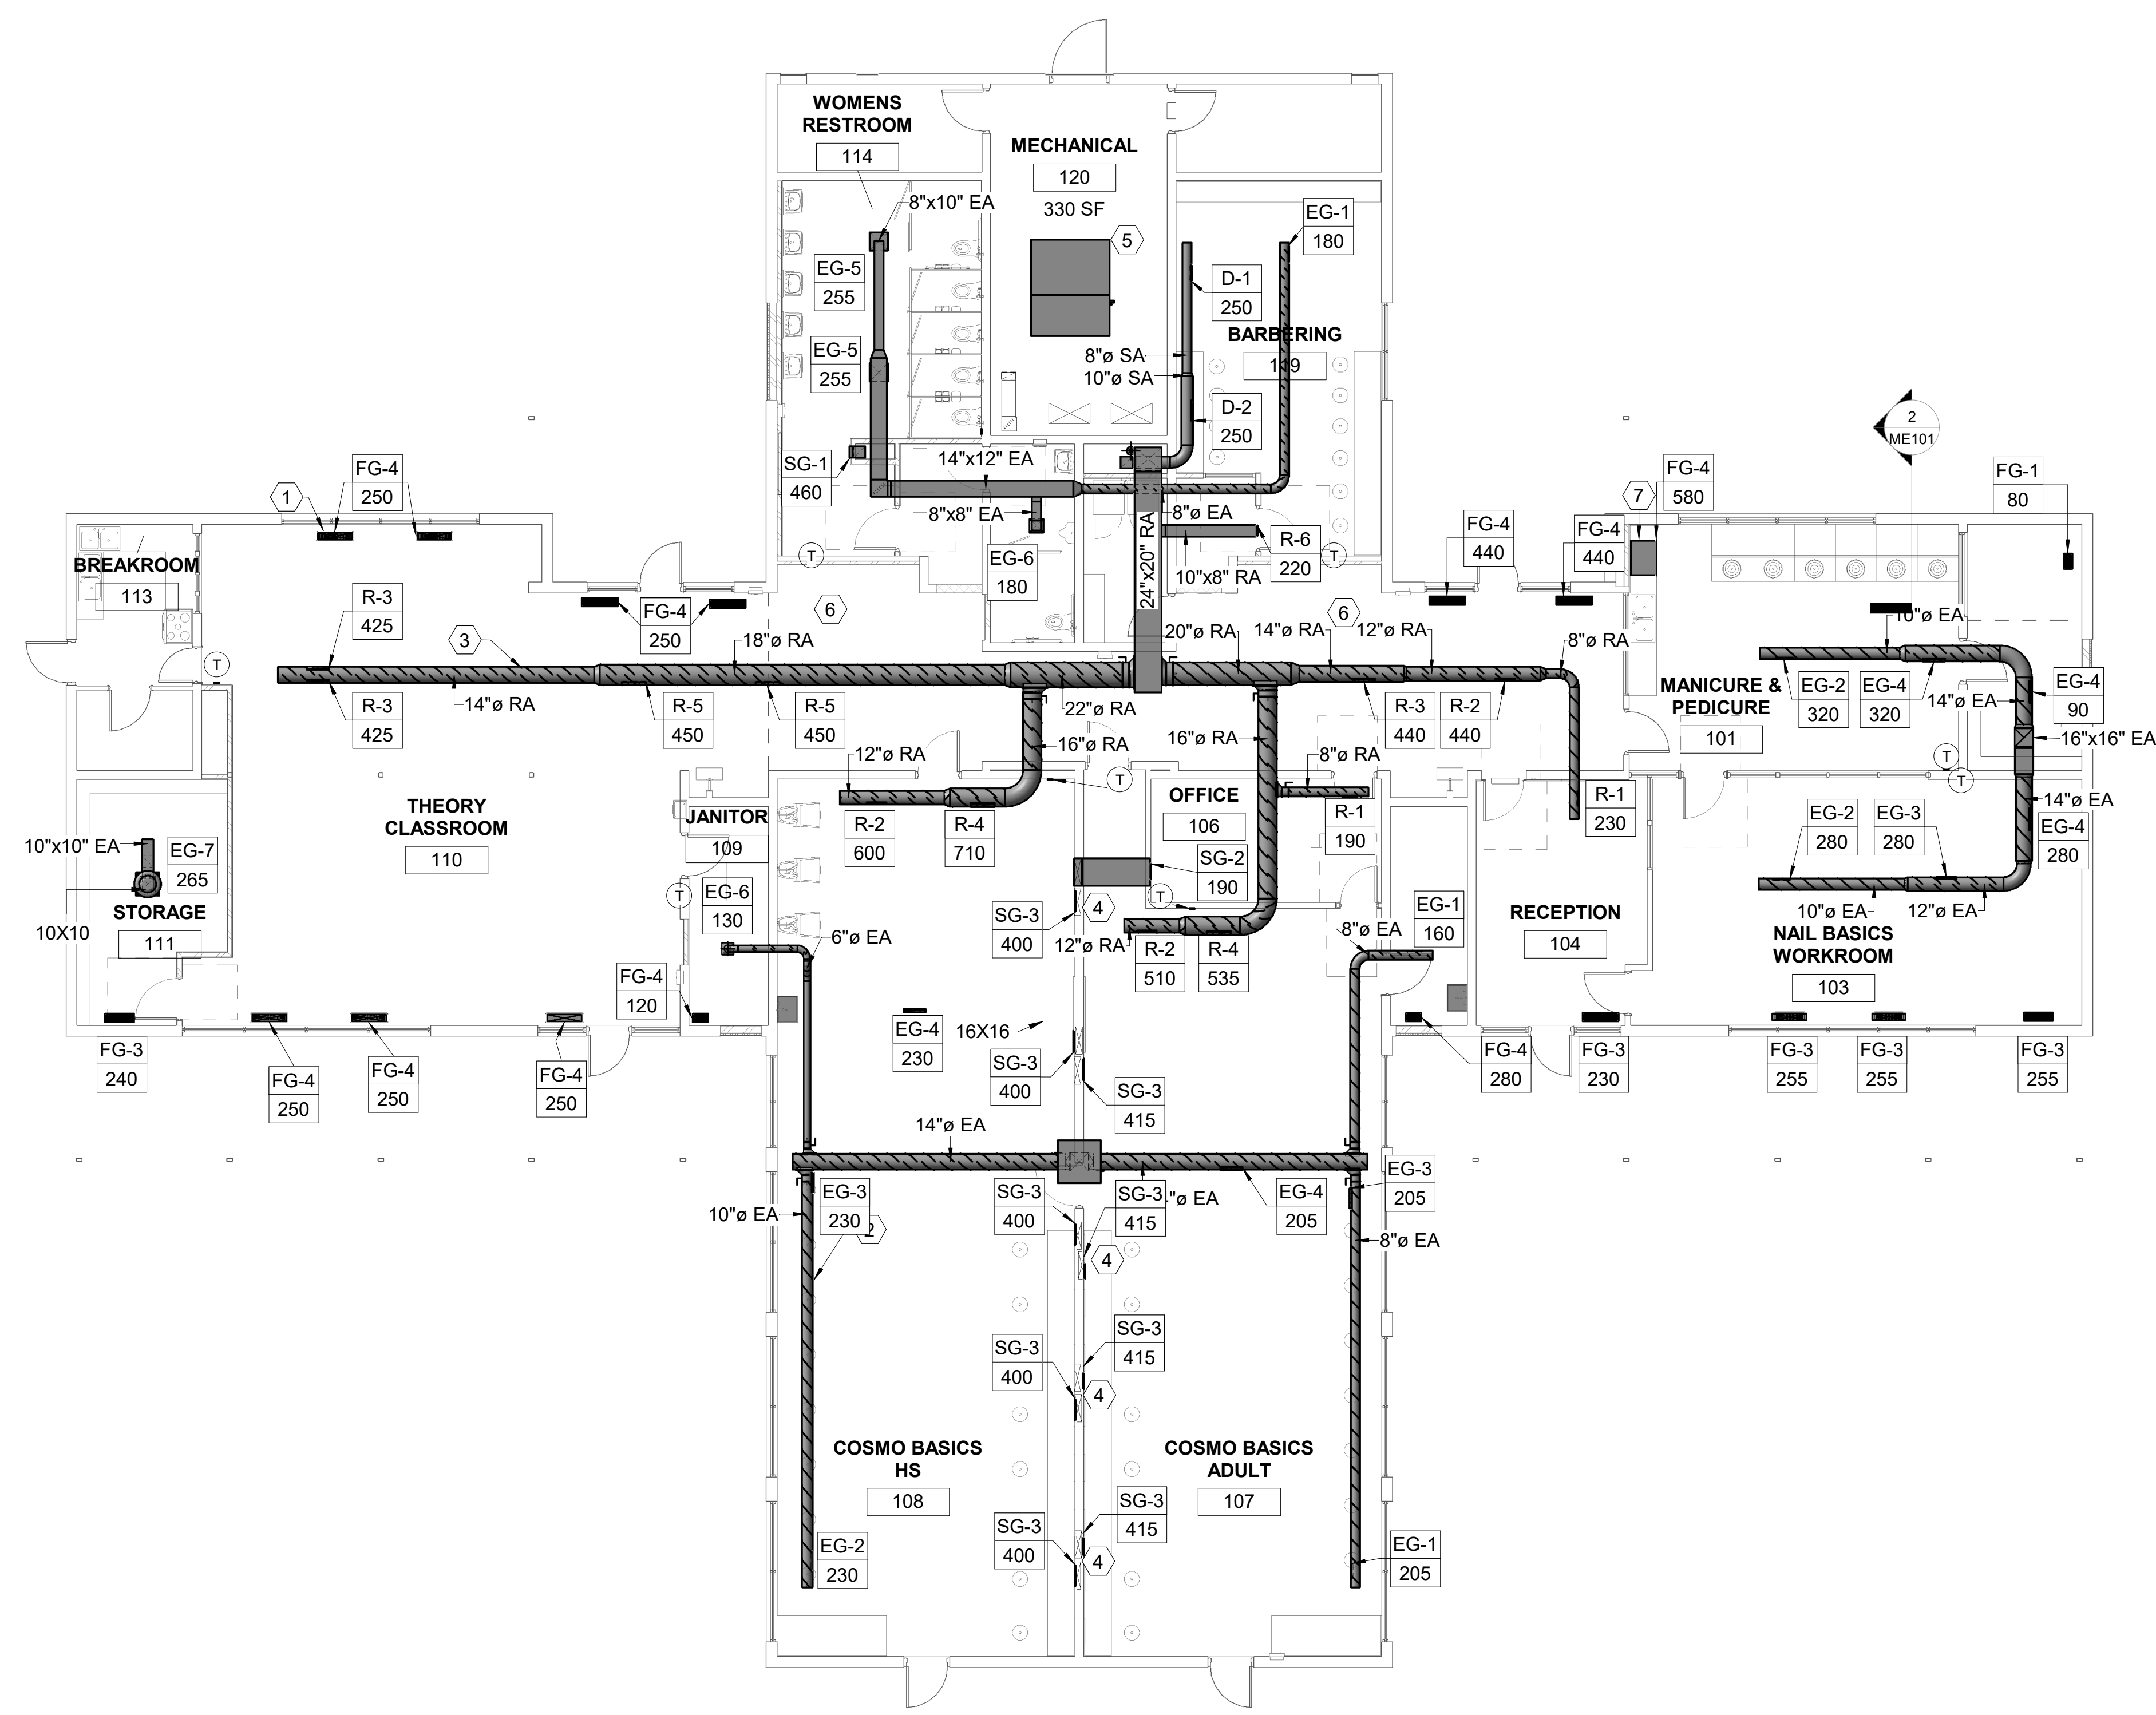 WOMENS
RESTROOM
114
MECHANICAL
120
330 SF
8"x10" EA
EG-1
180
5
EG-5
255
D-1
250
BARBERING
119
EG-5
255
8"ø SA
10"ø SA
D-2
250
2
ME101
SG-1
460
14"x12" EA
FG-4
250
1
FG-4
580
FG-1
80
7
8"x8" EA
24"x20" RA
8"ø EA
FG-4
440
FG-4
440
T
EG-6
180
R-6
220
T
10"x8" RA
BREAKROOM
113
R-3
425
FG-4
250
6
6
10"ø EA
3
18"ø RA
20"ø RA
14"ø RA
12"ø RA
8"ø RA
T
MANICURE &
PEDICURE
101
EG-2
320
EG-4
320
EG-4
90
14"ø EA
R-3
425
14"ø RA
R-5
450
R-5
450
22"ø RA
R-3
440
R-2
440
12"ø RA
16"ø RA
16"ø RA
8"ø RA
16"x16" EA
T
T
T
THEORY
CLASSROOM
110
JANITOR
109
R-2
600
R-4
710
OFFICE
106
R-1
190
R-1
230
14"ø EA
EG-2
280
EG-3
280
EG-4
280
10"x10" EA
EG-7
265
SG-2
190
EG-6
130
T
T
STORAGE
111
10X10
SG-3
400
4
EG-1
160
RECEPTION
104
10"ø EA
12"ø EA
NAIL BASICS
WORKROOM
103
6"ø EA
12"ø RA
R-2
510
R-4
535
8"ø EA
FG-4
120
EG-4
230
16X16
FG-3
240
FG-4
250
FG-4
250
FG-4
250
SG-3
400
SG-3
415
FG-4
280
FG-3
230
FG-3
255
FG-3
255
FG-3
255
14"ø EA
10"ø EA
EG-3
230
2
SG-3
400
SG-3
415
"ø EA
EG-4
205
EG-3
205
8"ø EA
4
SG-3
400
SG-3
415
4
COSMO BASICS
HS
108
COSMO BASICS
ADULT
107
SG-3
400
SG-3
415
4
EG-2
230
EG-1
205